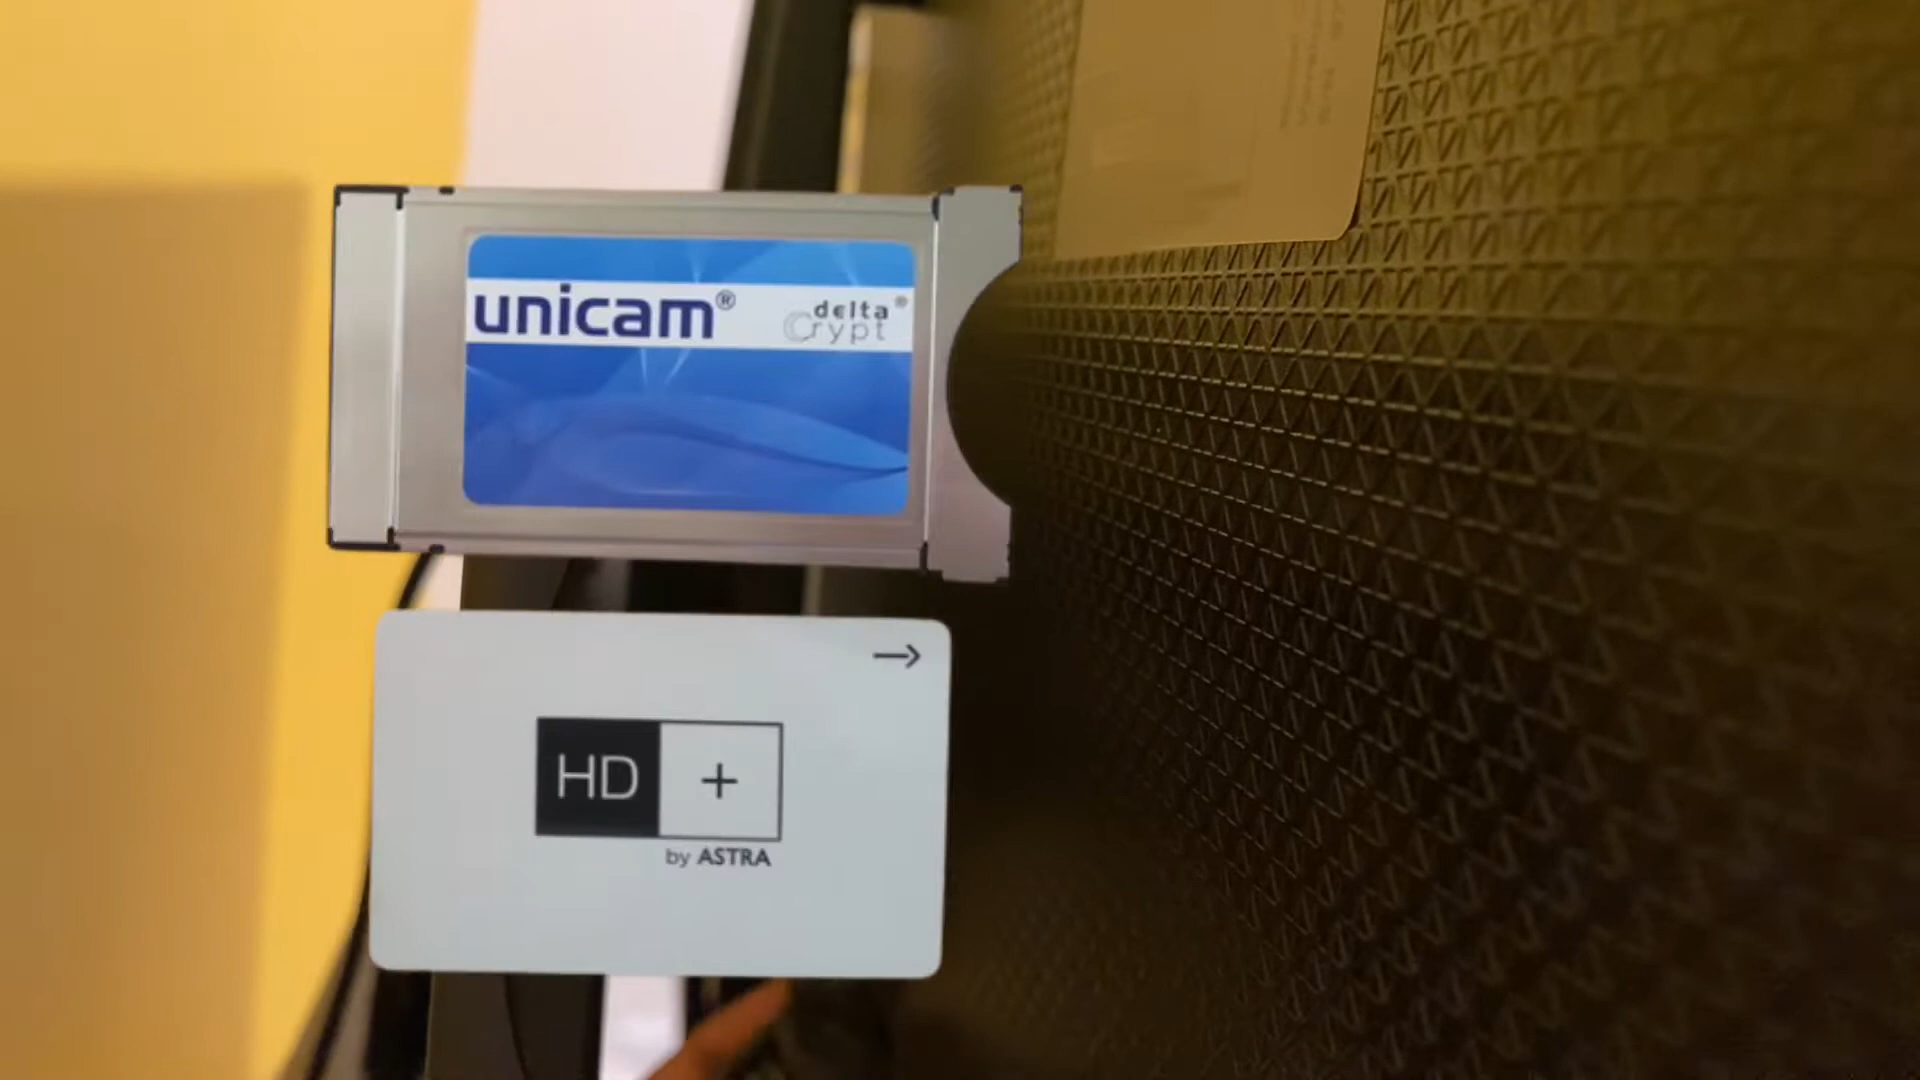 unicam®
delta®
Crypt
→
HD +
by ASTRA